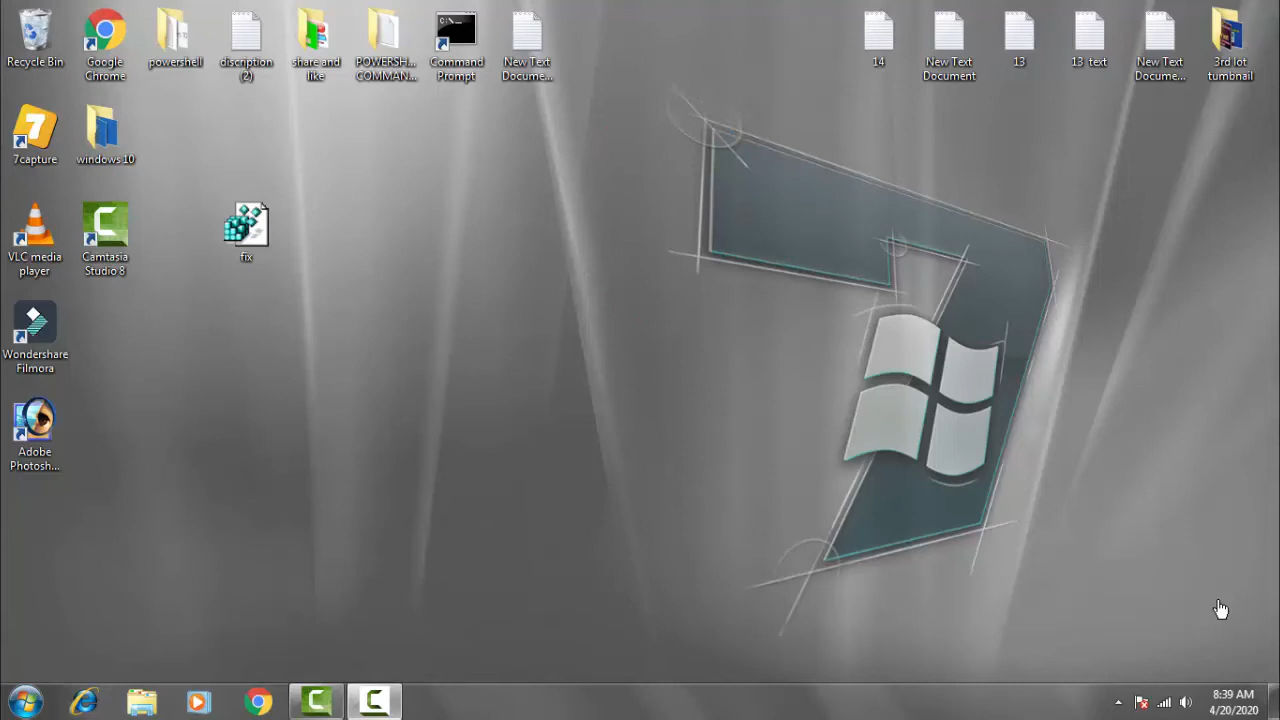 Recycle Bin
Google
Chrome
powershell
discription
(2)
share and
like
POWERSH...
COMMAN...
C:\_
Command
Prompt
New Text
Docume...
14
New Text
Document
13
13 text
New Text
Docume...
3rd lot
tumbnail
7
7capture
windows 10
VLC media
player
C
Camtasia
Studio 8
fix
Wondershare
Filmora
Adobe
Photosh...
C
C
8:39 AM
4/20/2020